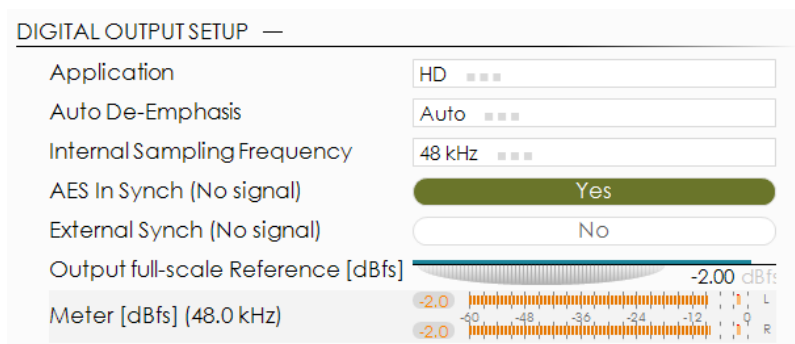 DIGITAL OUTPUT SETUP —
Application HD
Auto De-Emphasis Auto
Internal Sampling Frequency 48 kHz
AES In Synch (No signal) Yes
External Synch (No signal) No
Output full-scale Reference [dBfs] -2.00 dBfs
Meter [dBfs] (48.0 kHz)
-2.0 L
-60 -48 -36 -24 -12 0
-2.0 R